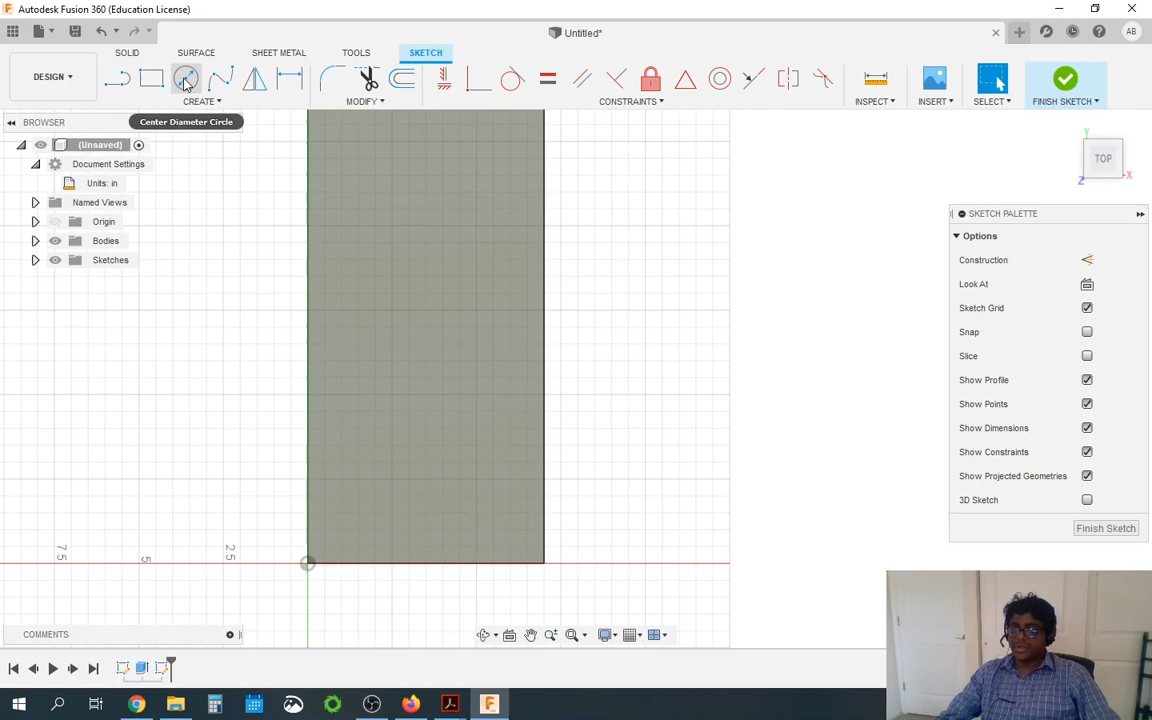 Autodesk Fusion 360 (Education License)
Untitled*
AB
DESIGN
SOLID
SURFACE
SHEET METAL
TOOLS
SKETCH
CREATE
MODIFY
CONSTRAINTS
INSPECT
INSERT
SELECT
FINISH SKETCH
BROWSER
Center Diameter Circle
(Unsaved)
Document Settings
Units: in
Named Views
Origin
Bodies
Sketches
Y
TOP
X
Z
SKETCH PALETTE
Options
Construction
Look At
Sketch Grid
Snap
Slice
Show Profile
Show Points
Show Dimensions
Show Constraints
Show Projected Geometries
3D Sketch
Finish Sketch
7.5
5
2.5
COMMENTS